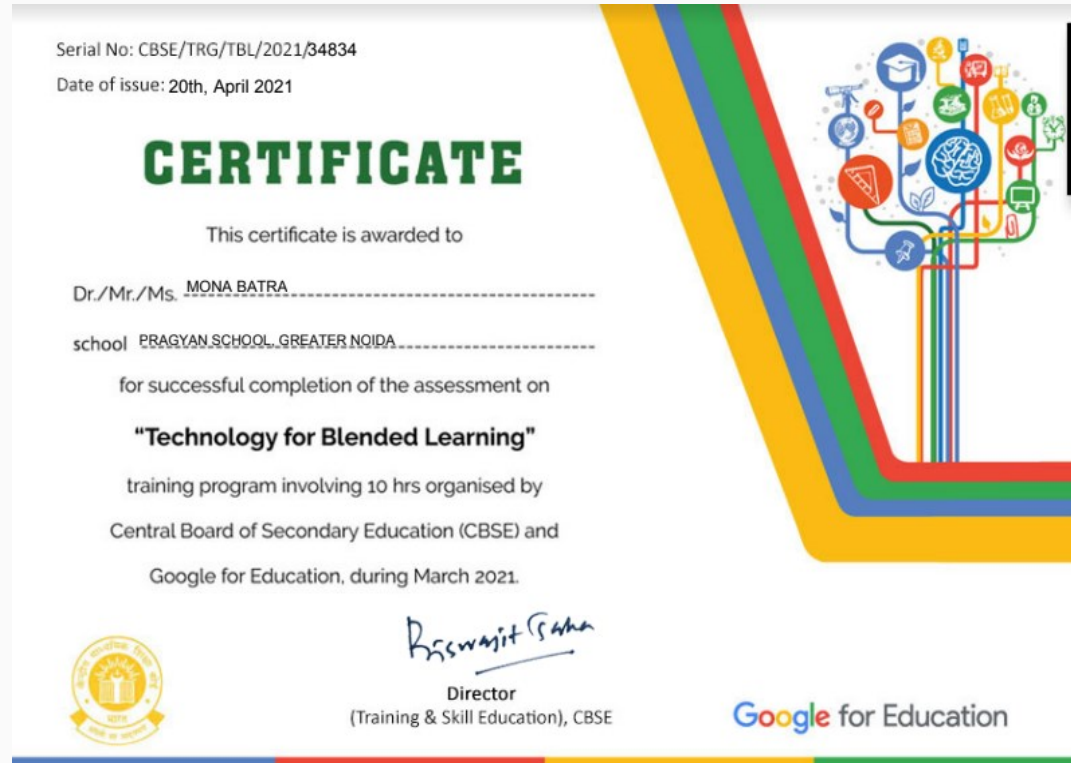 Serial No: CBSE/TRG/TBL/2021/34834
Date of issue: 20th, April 2021
CERTIFICATE
This certificate is awarded to
Dr./Mr./Ms. MONA BATRA
school PRAGYAN SCHOOL, GREATER NOIDA
for successful completion of the assessment on
“Technology for Blended Learning”
training program involving 10 hrs organised by
Central Board of Secondary Education (CBSE) and
Google for Education, during March 2021.
Biswajit Saha
Director
(Training & Skill Education), CBSE
Google for Education
भारत